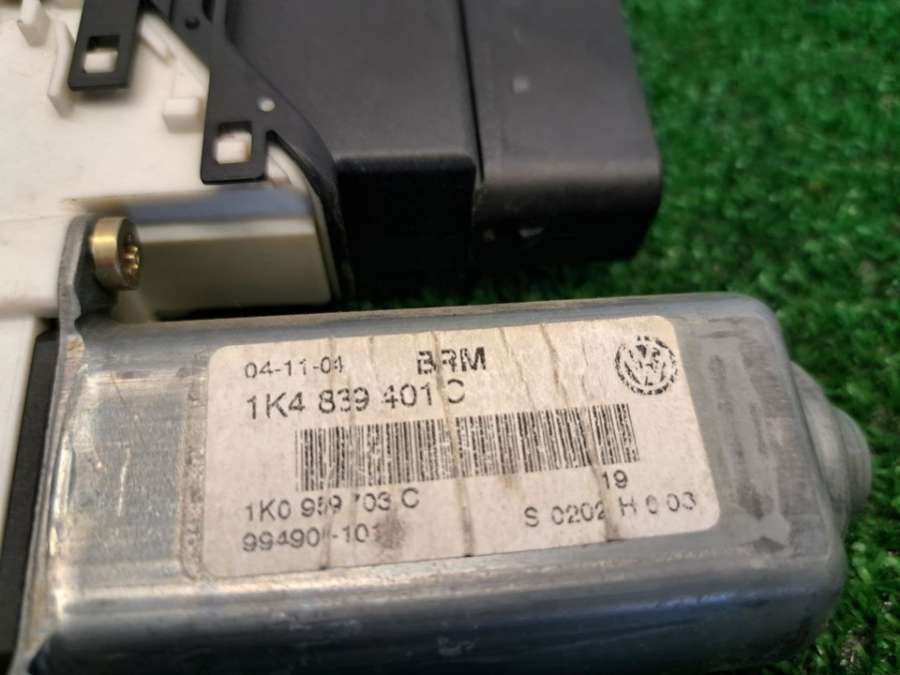 04-11-04 BRM
1K4 839 401 C
19
1K0 959 703 C
S 0202 H 0 03